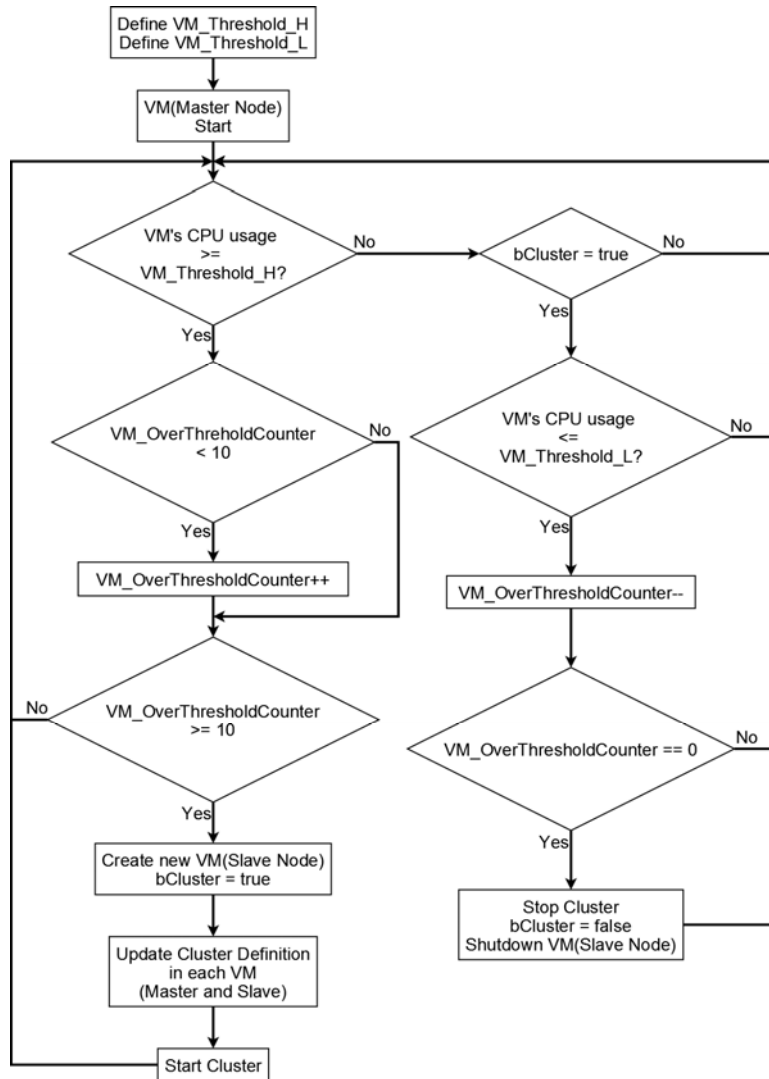 Define VM_Threshold_H
Define VM_Threshold_L
VM(Master Node)
Start
VM's CPU usage
>=
VM_Threshold_H?
No
Yes
bCluster = true
No
Yes
VM_OverThreholdCounter
< 10
No
Yes
VM's CPU usage
<=
VM_Threshold_L?
No
Yes
VM_OverThresholdCounter++
VM_OverThresholdCounter--
VM_OverThresholdCounter
>= 10
No
Yes
VM_OverThresholdCounter == 0
No
Yes
Create new VM(Slave Node)
bCluster = true
Stop Cluster
bCluster = false
Shutdown VM(Slave Node)
Update Cluster Definition
in each VM
(Master and Slave)
Start Cluster